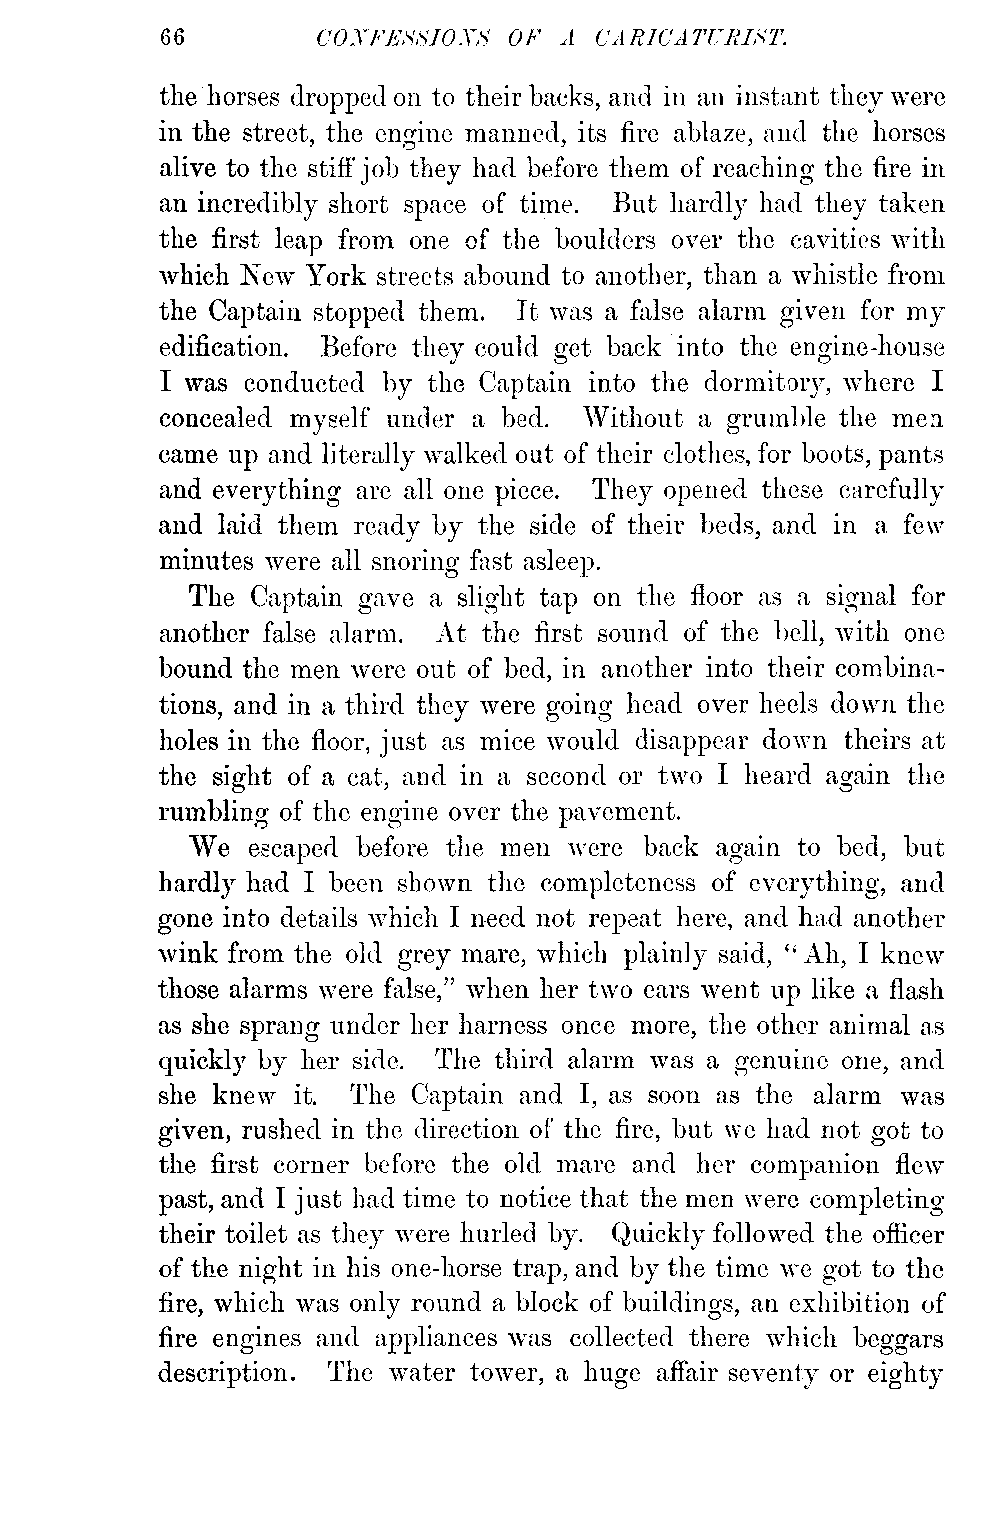 66 CONFESSIONS OF A CARICATURIST.
the horses dropped on to their backs, and in an instant they were
in the street, the engine manned, its fire ablaze, and the horses
alive to the stiff job they had before them of reaching the fire in
an incredibly short space of time. But hardly had they taken
the first leap from one of the boulders over the cavities with
which New York streets abound to another, than a whistle from
the Captain stopped them. It was a false alarm given for my
edification. Before they could get back into the engine-house
I was conducted by the Captain into the dormitory, where I
concealed myself under a bed. Without a grumble the men
came up and literally walked out of their clothes, for boots, pants
and everything are all one piece. They opened these carefully
and laid them ready by the side of their beds, and in a few
minutes were all snoring fast asleep.
The Captain gave a slight tap on the floor as a signal for
another false alarm. At the first sound of the bell, with one
bound the men were out of bed, in another into their combina-
tions, and in a third they were going head over heels down the
holes in the floor, just as mice would disappear down theirs at
the sight of a cat, and in a second or two I heard again the
rumbling of the engine over the pavement.
We escaped before the men were back again to bed, but
hardly had I been shown the completeness of everything, and
gone into details which I need not repeat here, and had another
wink from the old grey mare, which plainly said, “Ah, I knew
those alarms were false,” when her two ears went up like a flash
as she sprang under her harness once more, the other animal as
quickly by her side. The third alarm was a genuine one, and
she knew it. The Captain and I, as soon as the alarm was
given, rushed in the direction of the fire, but we had not got to
the first corner before the old mare and her companion flew
past, and I just had time to notice that the men were completing
their toilet as they were hurled by. Quickly followed the officer
of the night in his one-horse trap, and by the time we got to the
fire, which was only round a block of buildings, an exhibition of
fire engines and appliances was collected there which beggars
description. The water tower, a huge affair seventy or eighty